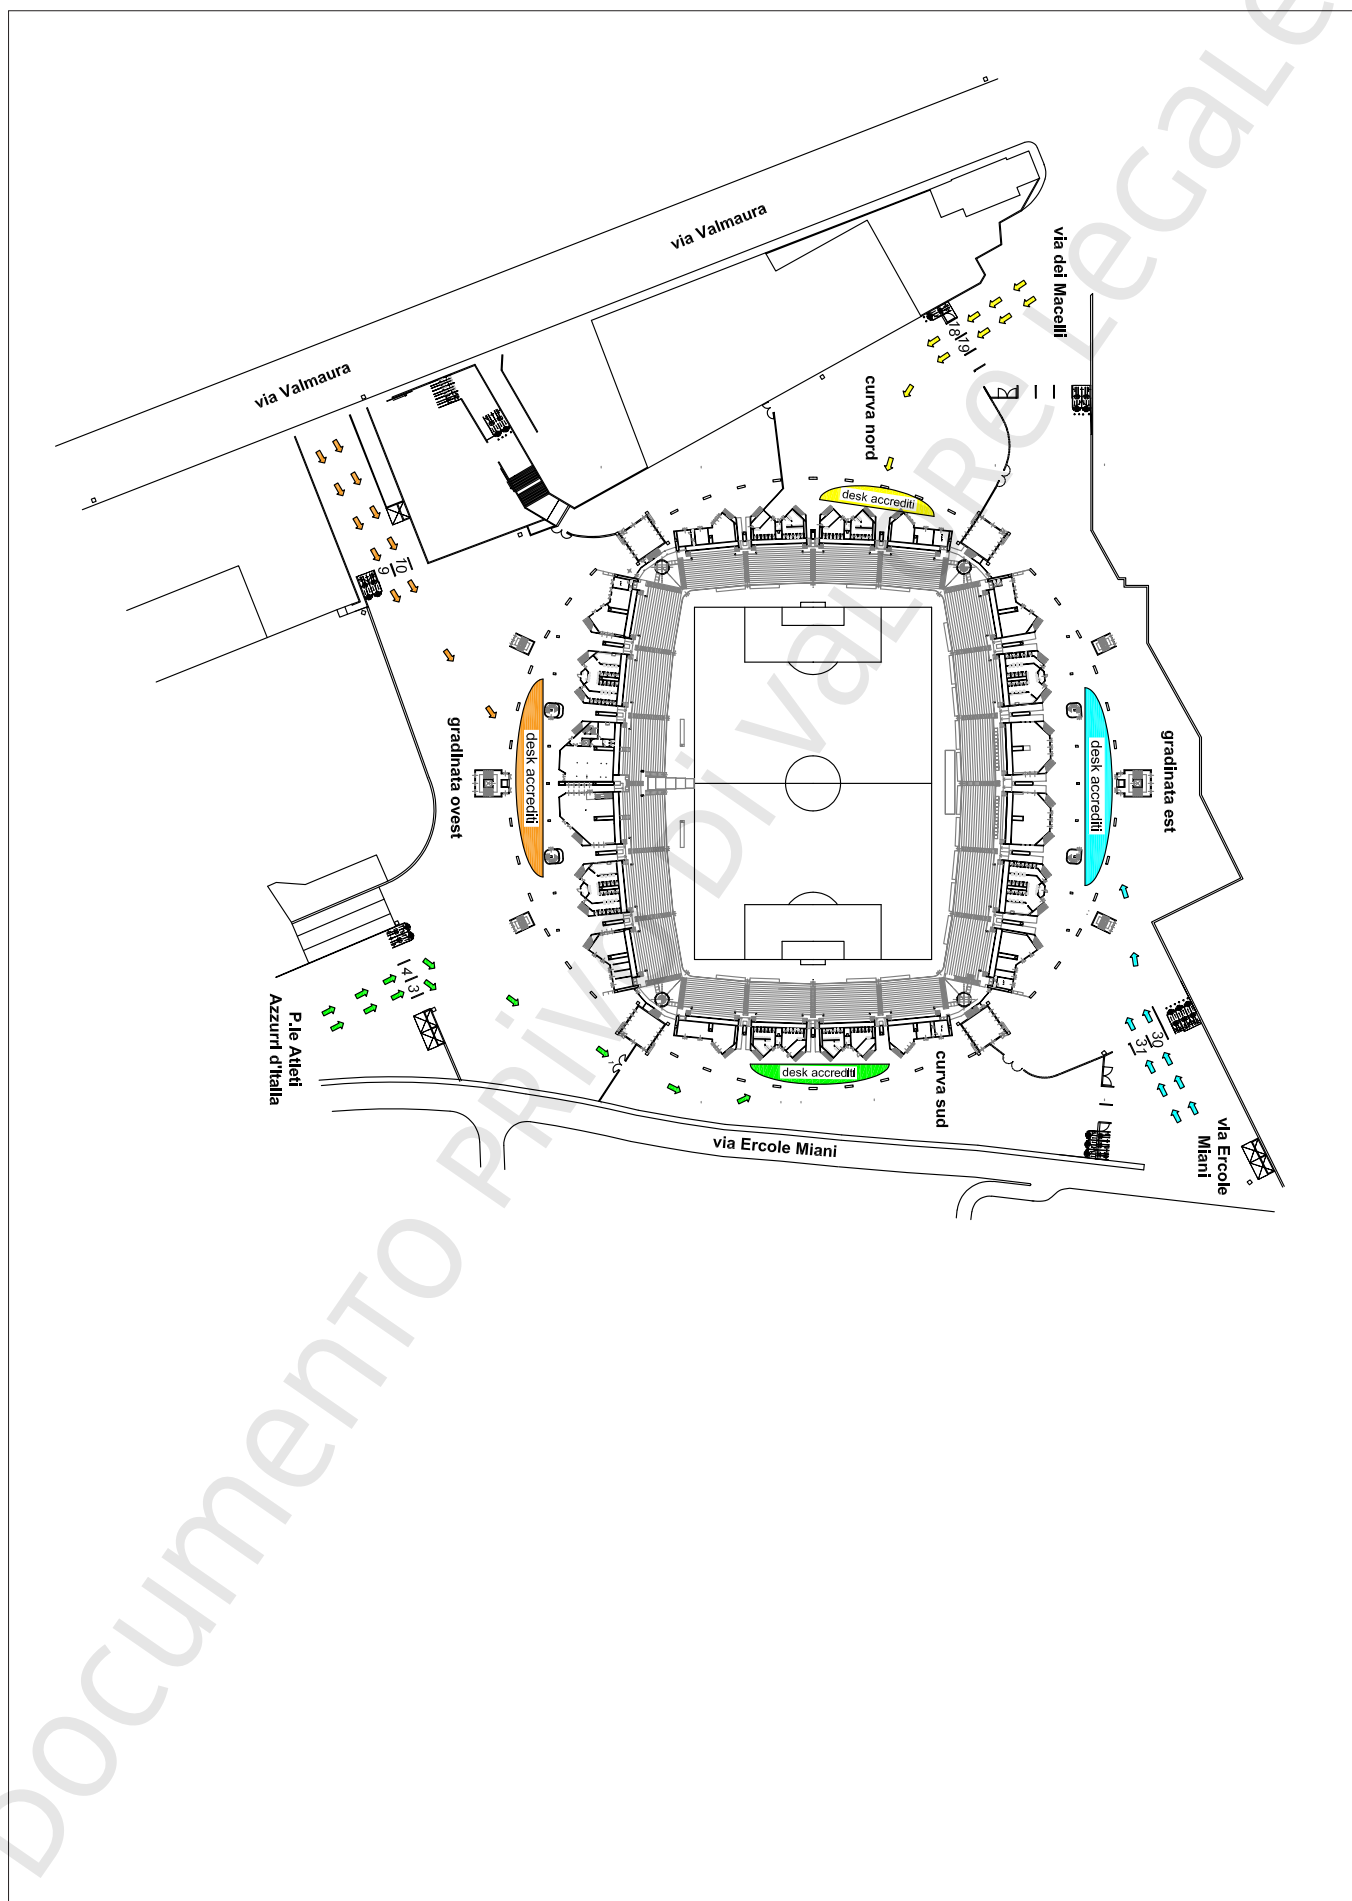 via Valmaura
via dei Macelli
18
19
via Valmaura
curva nord
desk accrediti
10
9
gradinata ovest
desk accrediti
desk accrediti
gradinata est
4
3
P.le Atleti
Azzurri d'Italia
desk accrediti
curva sud
30
31
via Ercole
Miani
via Ercole Miani
Documento Privo Di Valore Legale